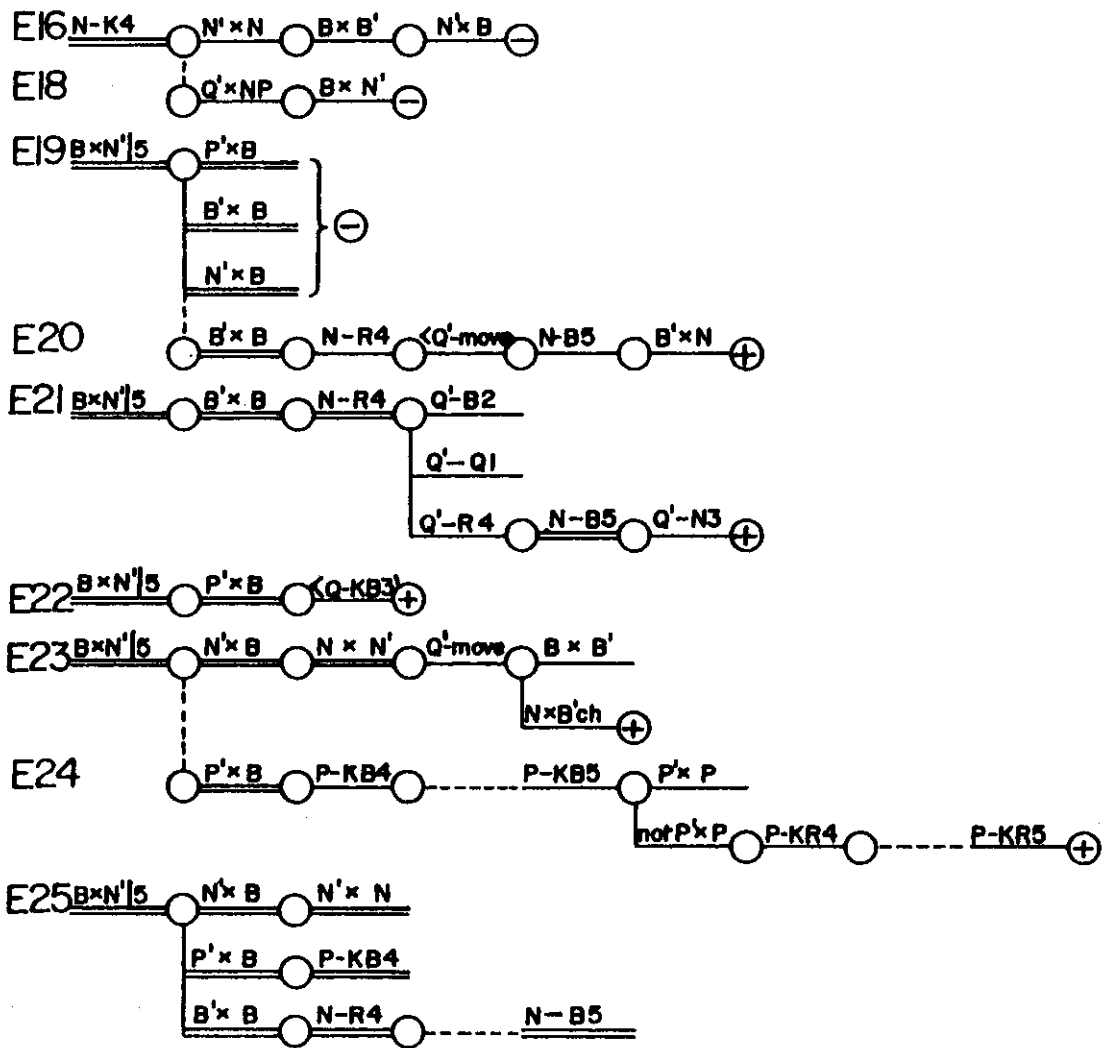 E16 N-K4 N'×N B×B' N'×B −
E18 Q'×NP B×N' −
E19 B×N'|5 P'×B
B'×B −
N'×B
E20 B'×B N-R4 <Q'-move> N-B5 B'×N +
E21 B×N'|5 B'×B N-R4 Q'-B2
Q'-Q1
Q'-R4 N-B5 Q'-N3 +
E22 B×N'|5 P'×B <Q-KB3' +
E23 B×N'|5 N'×B N×N' Q'-move B×B'
N×B'ch +
E24 P'×B P-KB4 P-KB5 P'×P
not P'×P P-KR4 P-KR5 +
E25 B×N'|5 N'×B N'×N
P'×B P-KB4
B'×B N-R4 N-B5